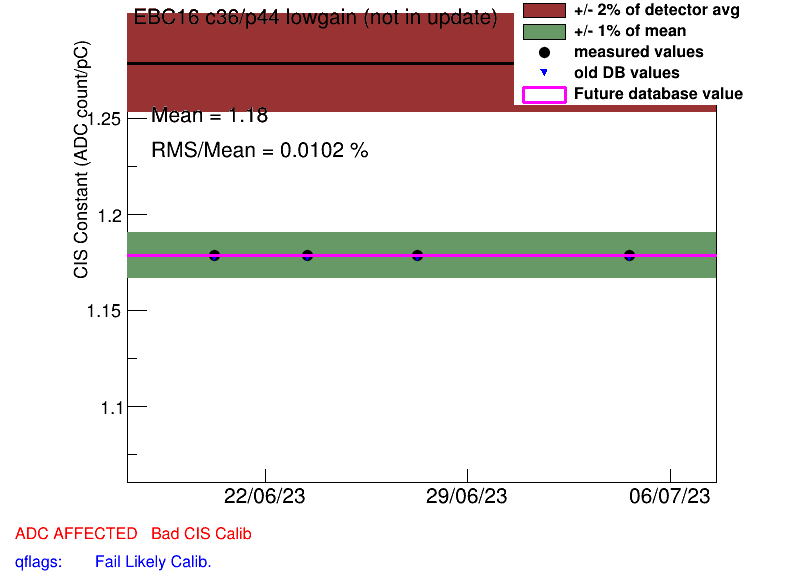 EBC16 c36/p44 lowgain (not in update)
+/- 2% of detector avg
+/- 1% of mean
measured values
old DB values
Future database value
Mean = 1.18
RMS/Mean = 0.0102 %
CIS Constant (ADC count/pC)
1.25
1.2
1.15
1.1
22/06/23 29/06/23 06/07/23
ADC AFFECTED Bad CIS Calib
qflags: Fail Likely Calib.